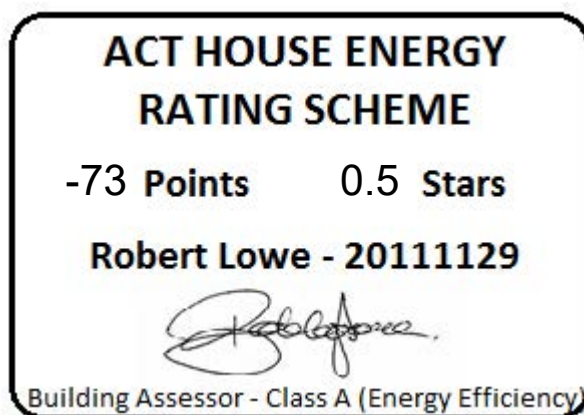 ACT HOUSE ENERGY
RATING SCHEME
-73 Points 0.5 Stars
Robert Lowe - 20111129
Building Assessor - Class A (Energy Efficiency)